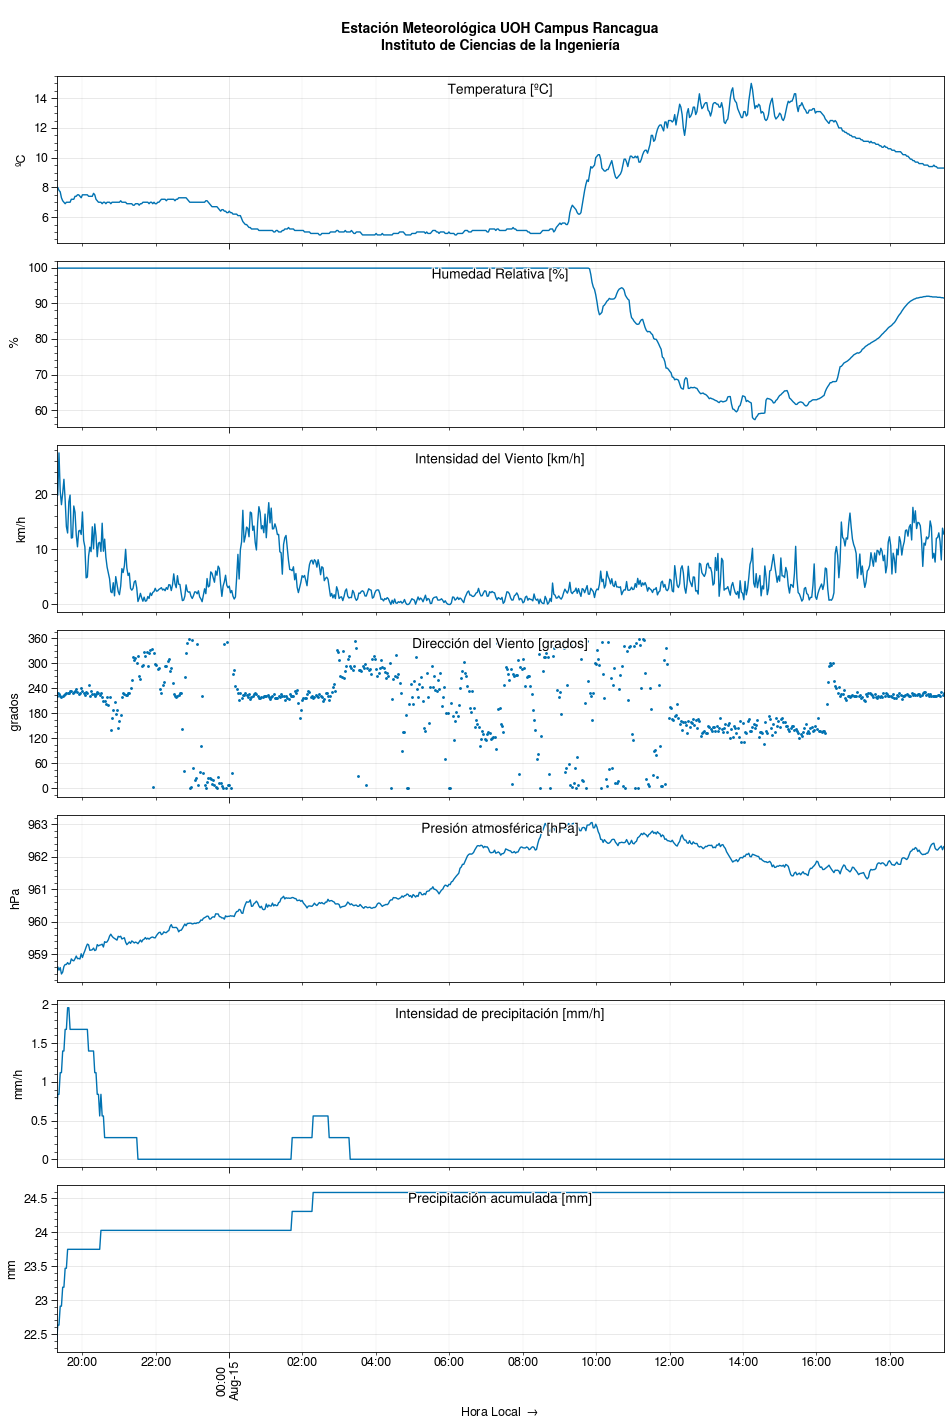 Estación Meteorológica UOH Campus Rancagua
Instituto de Ciencias de la Ingeniería
Temperatura [ºC]
14
12
10
8
6
ºC
Humedad Relativa [%]
100
90
80
70
60
%
Intensidad del Viento [km/h]
20
10
0
km/h
Dirección del Viento [grados]
360
300
240
180
120
60
0
grados
Presión atmosférica [hPa]
963
962
961
960
959
hPa
Intensidad de precipitación [mm/h]
2
1.5
1
0.5
0
mm/h
Precipitación acumulada [mm]
24.5
24
23.5
23
22.5
mm
20:00 22:00 00:00 02:00 04:00 06:00 08:00 10:00 12:00 14:00 16:00 18:00
Aug-15
Hora Local →